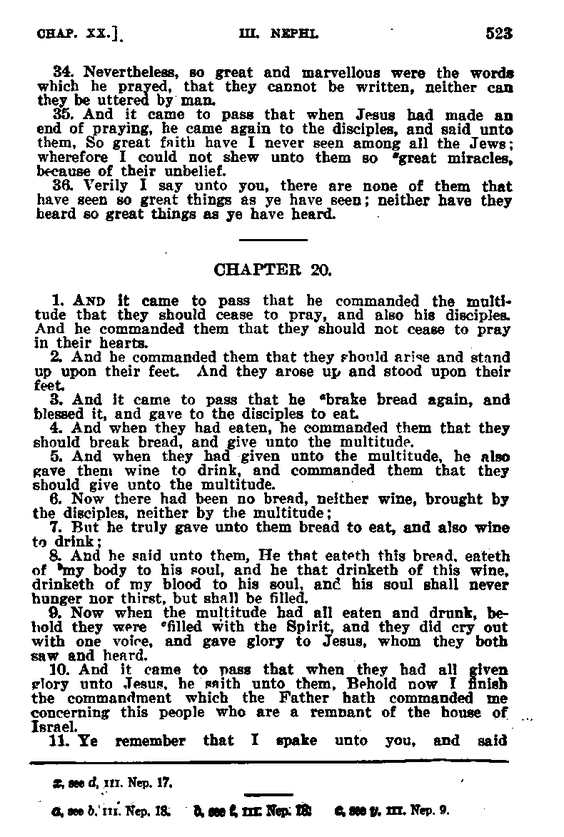 CHAP. XX.] III. NEPHI. 523
34. Nevertheless, so great and marvellous were the words
which he prayed, that they cannot be written, neither can
they be uttered by man.
35. And it came to pass that when Jesus had made an
end of praying, he came again to the disciples, and said unto
them, So great faith have I never seen among all the Jews;
wherefore I could not shew unto them so ᶻgreat miracles,
because of their unbelief.
36. Verily I say unto you, there are none of them that
have seen so great things as ye have seen; neither have they
heard so great things as ye have heard.
CHAPTER 20.
1. AND it came to pass that he commanded the multi-
tude that they should cease to pray, and also his disciples.
And he commanded them that they should not cease to pray
in their hearts.
2. And he commanded them that they should arise and stand
up upon their feet. And they arose up and stood upon their
feet.
3. And it came to pass that he ᵃbrake bread again, and
blessed it, and gave to the disciples to eat.
4. And when they had eaten, he commanded them that they
should break bread, and give unto the multitude.
5. And when they had given unto the multitude, he also
gave them wine to drink, and commanded them that they
should give unto the multitude.
6. Now there had been no bread, neither wine, brought by
the disciples, neither by the multitude;
7. But he truly gave unto them bread to eat, and also wine
to drink;
8. And he said unto them, He that eateth this bread, eateth
of ᵇmy body to his soul, and he that drinketh of this wine,
drinketh of my blood to his soul, and his soul shall never
hunger nor thirst, but shall be filled.
9. Now when the multitude had all eaten and drunk, be-
hold they were ᶜfilled with the Spirit, and they did cry out
with one voice, and gave glory to Jesus, whom they both
saw and heard.
10. And it came to pass that when they had all given
glory unto Jesus, he saith unto them, Behold now I finish
the commandment which the Father hath commanded me
concerning this people who are a remnant of the house of
Israel.
11. Ye remember that I spake unto you, and said
z, see d, III. Nep. 17.
a, see b, III. Nep. 18. b, see f, III. Nep. 18. c, see y, III. Nep. 9.